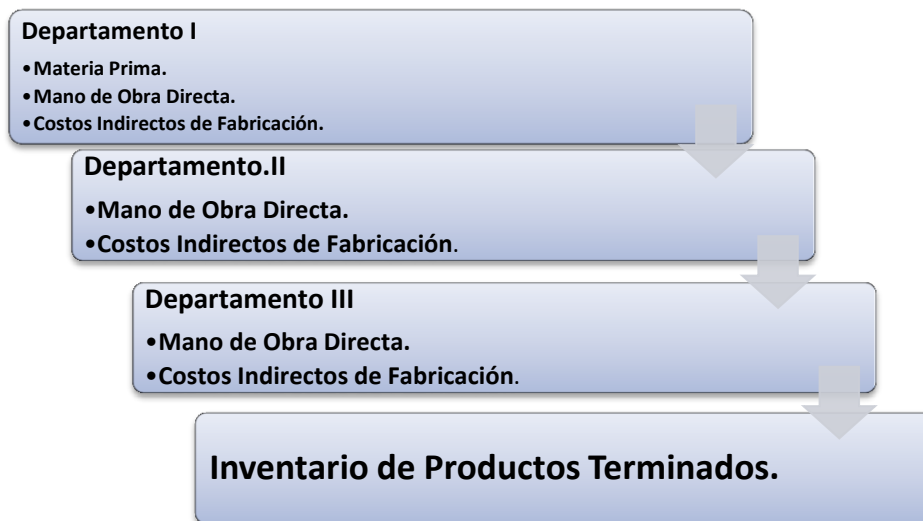 Departamento I
•Materia Prima.
•Mano de Obra Directa.
•Costos Indirectos de Fabricación.
Departamento.II
•Mano de Obra Directa.
•Costos Indirectos de Fabricación.
Departamento III
•Mano de Obra Directa.
•Costos Indirectos de Fabricación.
Inventario de Productos Terminados.